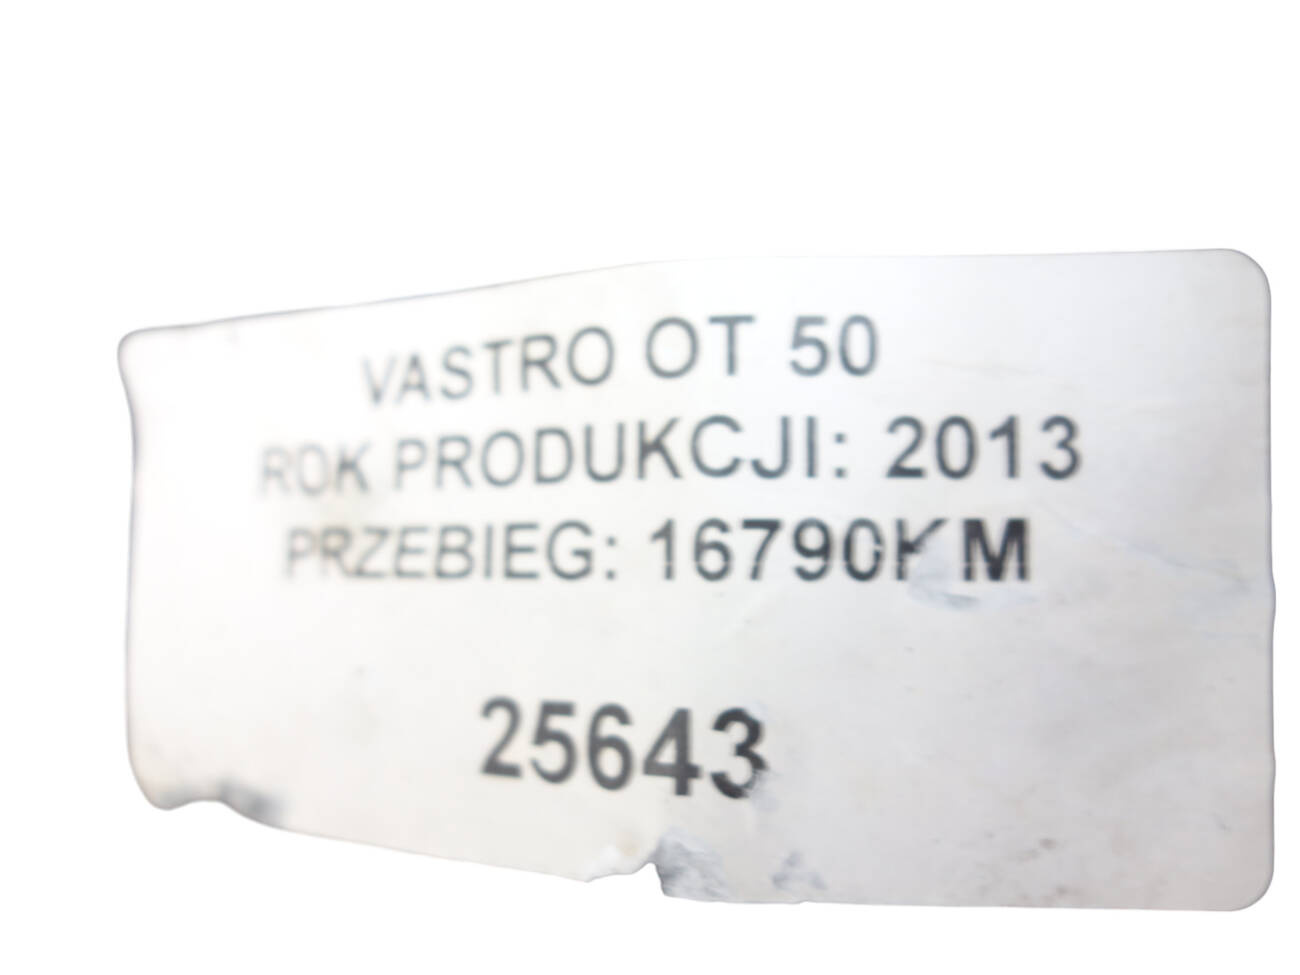 VASTRO OT 50
ROK PRODUKCJI: 2013
PRZEBIEG: 16790KM
25643